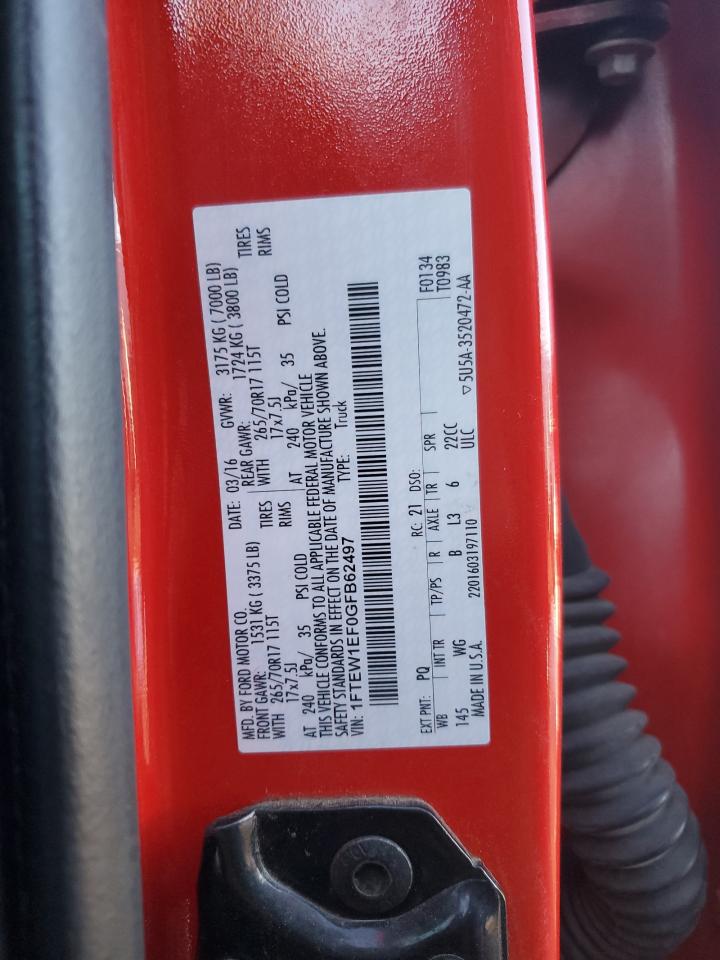 MFD. BY FORD MOTOR CO. DATE: 03/16 GVWR: 3175 KG ( 7000 LB)
FRONT GAWR: 1531 KG ( 3375 LB) REAR GAWR: 1724 KG ( 3800 LB)
WITH 265/70R17 115T TIRES WITH 265/70R17 115T TIRES
17x7.5J RIMS 17x7.5J RIMS
AT 240 kPa/ 35 PSI COLD AT 240 kPa/ 35 PSI COLD
THIS VEHICLE CONFORMS TO ALL APPLICABLE FEDERAL MOTOR VEHICLE
SAFETY STANDARDS IN EFFECT ON THE DATE OF MANUFACTURE SHOWN ABOVE.
VIN: 1FTEW1EF0GFB62497 TYPE: Truck
EXT PNT: PQ RC: 21 DSO: F0134
WB INT TR TP/PS R AXLE TR SPR T0983
145 WG B L3 6 22CC
MADE IN U.S.A. 2201603197110 ULC ▽5U5A-3520472-AA